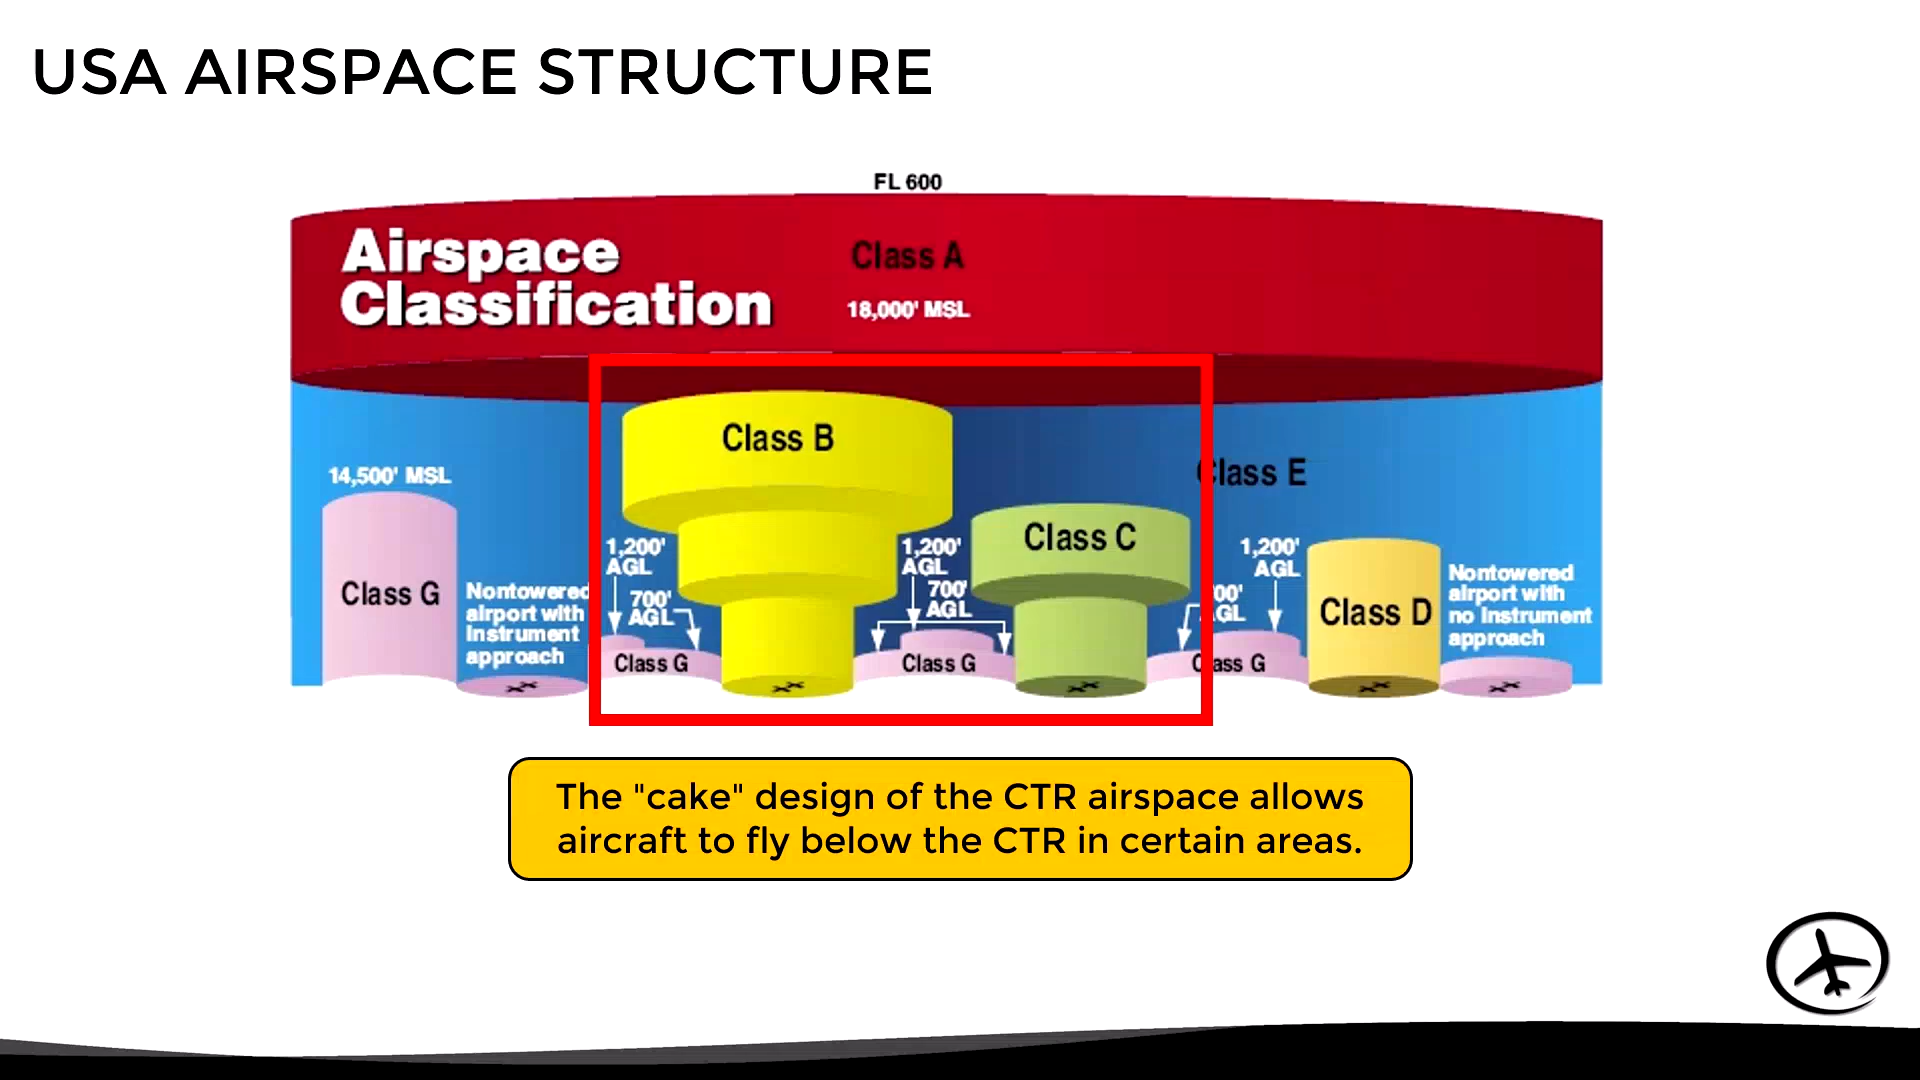 USA AIRSPACE STRUCTURE
FL 600
Airspace
Classification
Class A
18,000' MSL
14,500' MSL
Class G
Nontowered
airport with
instrument
approach
1,200'
AGL
700'
AGL
Class G
Class B
1,200'
AGL
700'
AGL
Class G
Class C
Class E
00'
GL
1,200'
AGL
Class G
Class D
Nontowered
airport with
no instrument
approach
The "cake" design of the CTR airspace allows
aircraft to fly below the CTR in certain areas.